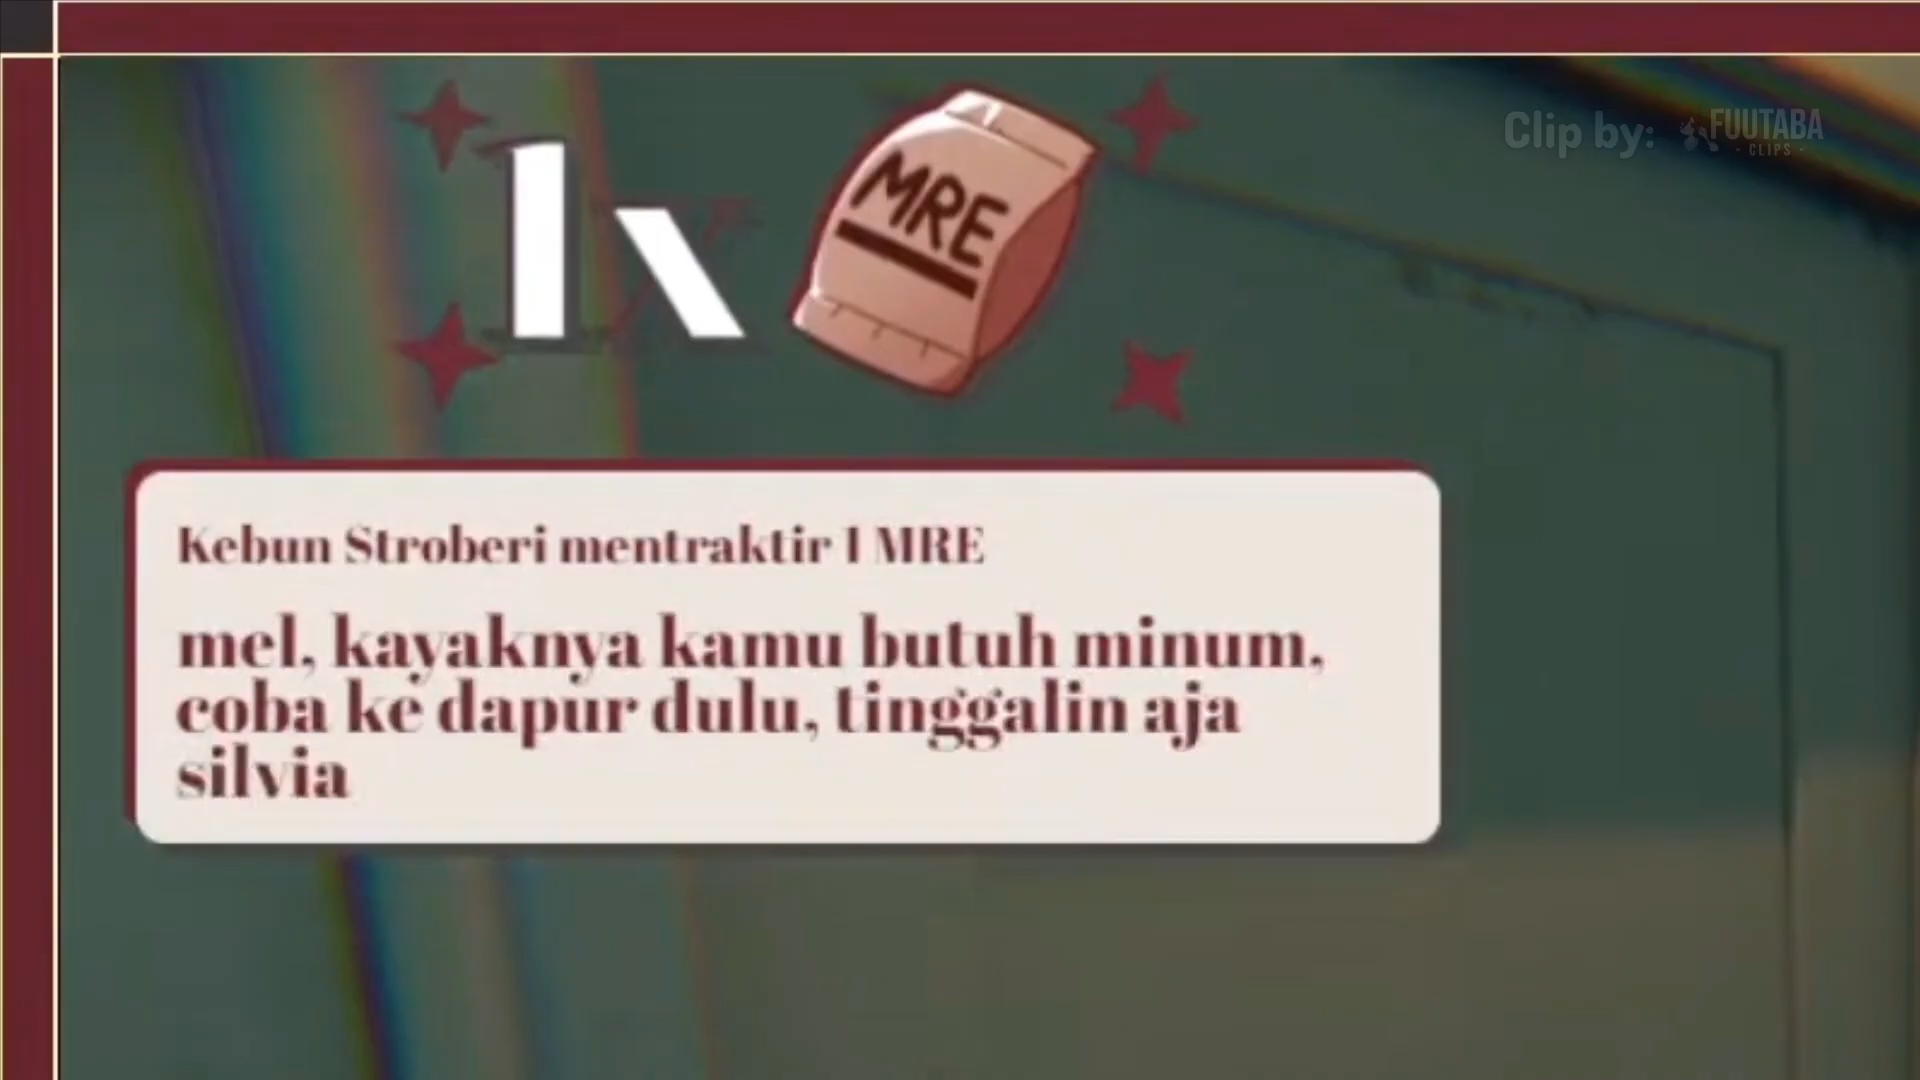 Clip by: FUUTABA
- CLIPS -
1x
MRE
Kebun Stroberi mentraktir 1 MRE
mel, kayaknya kamu butuh minum,
coba ke dapur dulu, tinggalin aja
silvia